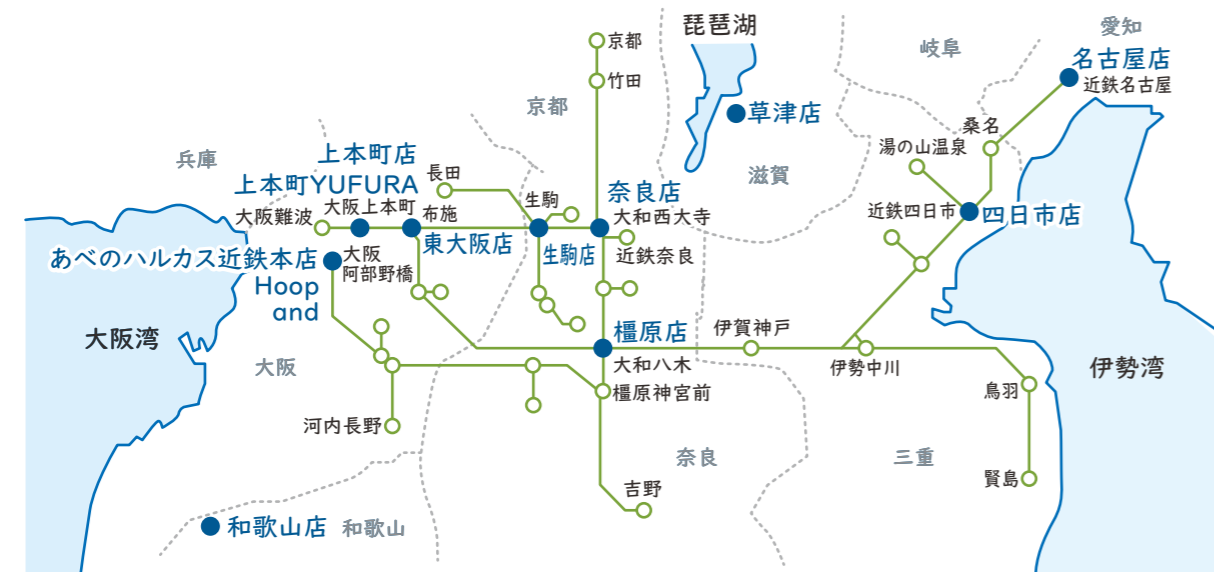 琵琶湖
愛知
岐阜
名古屋店
近鉄名古屋
京都
竹田
京都
草津店
滋賀
桑名
湯の山温泉
近鉄四日市
四日市店
兵庫
上本町店
上本町YUFURA
長田
生駒
奈良店
大阪難波
大阪上本町
布施
大和西大寺
東大阪店
生駒店
近鉄奈良
あべのハルカス近鉄本店
Hoop
and
大阪
阿部野橋
大阪湾
大阪
橿原店
大和八木
伊賀神戸
伊勢中川
伊勢湾
橿原神宮前
鳥羽
河内長野
奈良
三重
吉野
賢島
和歌山店
和歌山